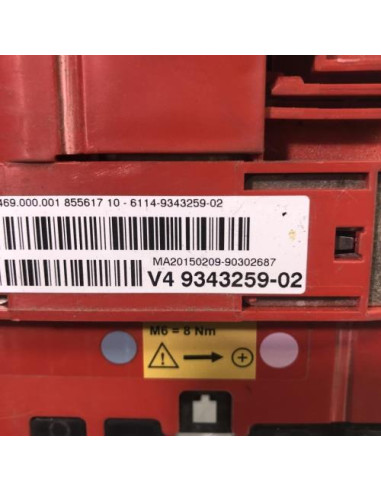 469.000.001 855617 10 - 6114-9343259-02
MA20150209-90302687
V4 9343259-02
M6 = 8 Nm